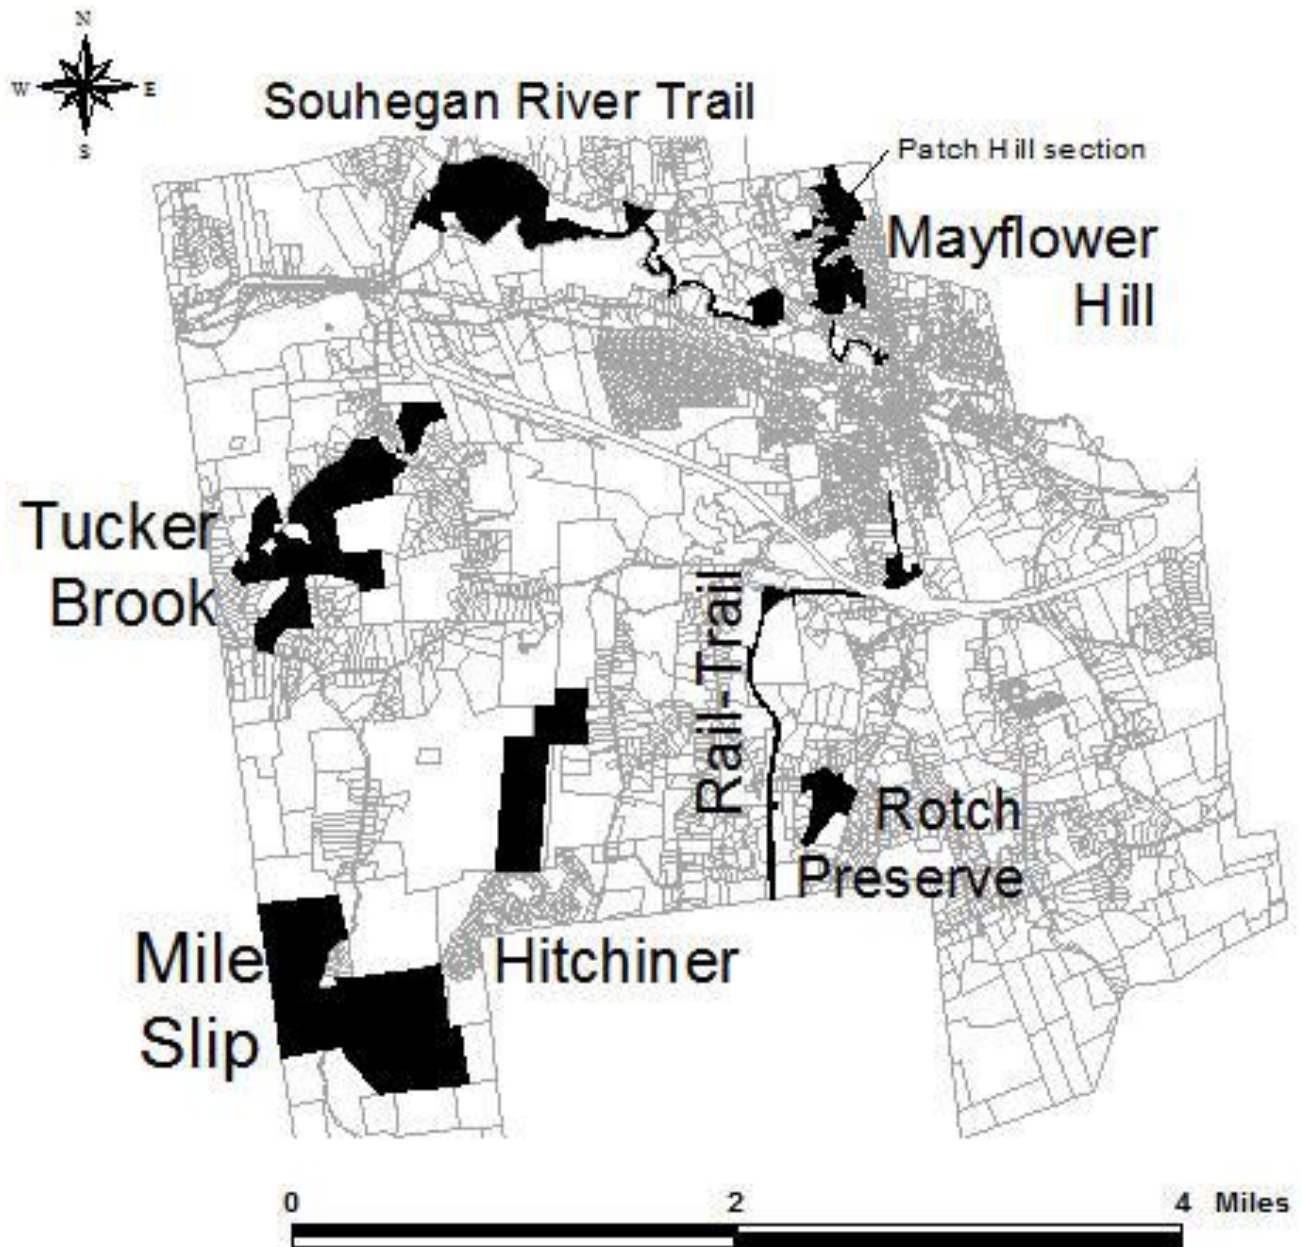 N
W E
S
Souhegan River Trail
Patch Hill section
Mayflower
Hill
Tucker
Brook
Rail-Trail
Rotch
Preserve
Mile
Slip
Hitchiner
0 2 4 Miles